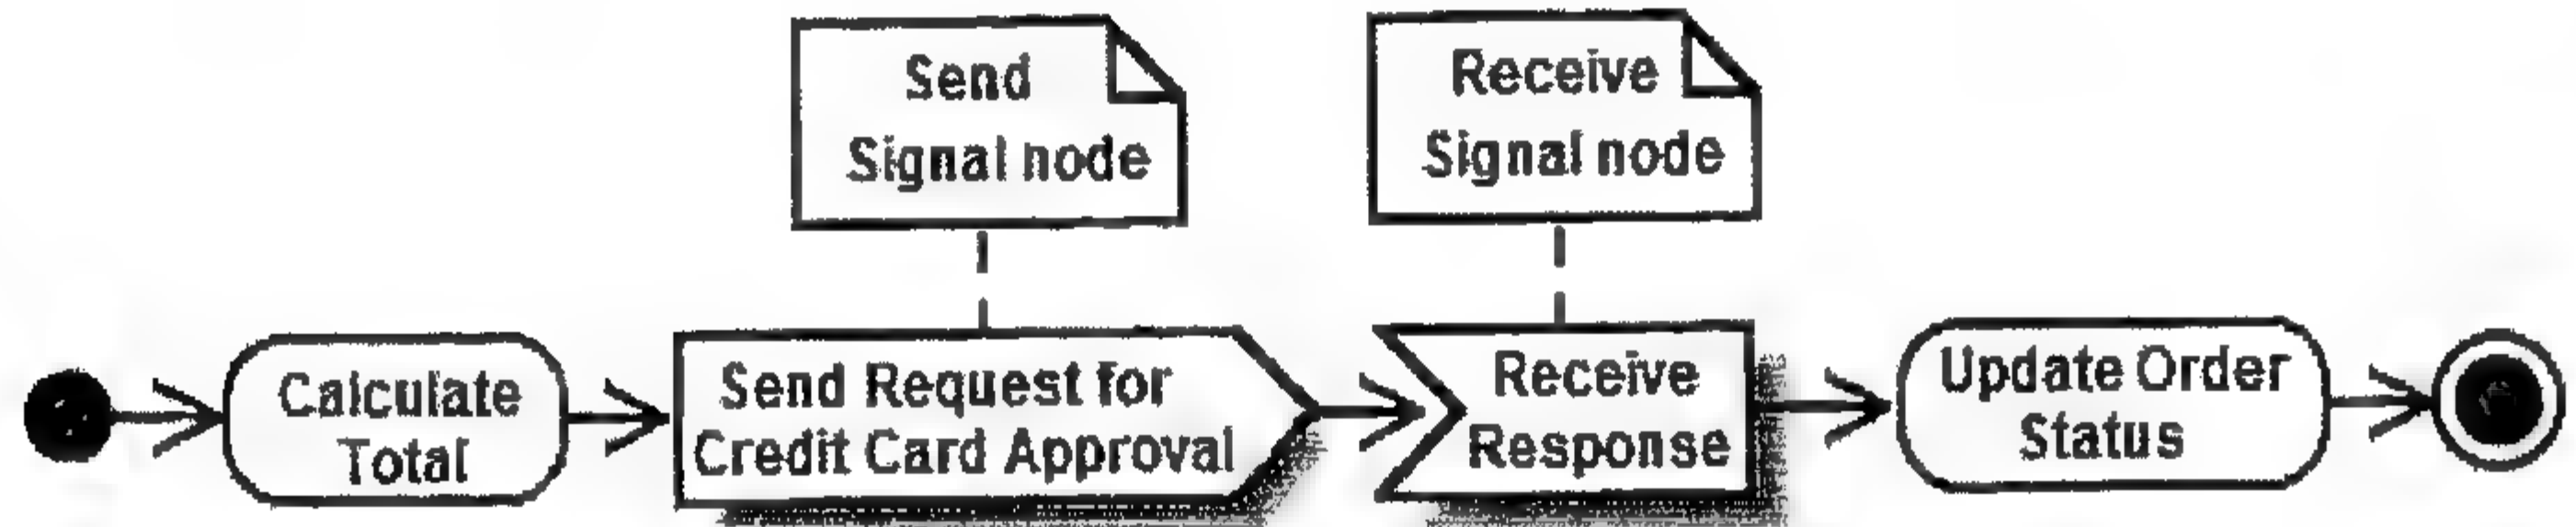 Send
Signal node
Receive
Signal node
Calculate
Total
Send Request for
Credit Card Approval
Receive
Response
Update Order
Status